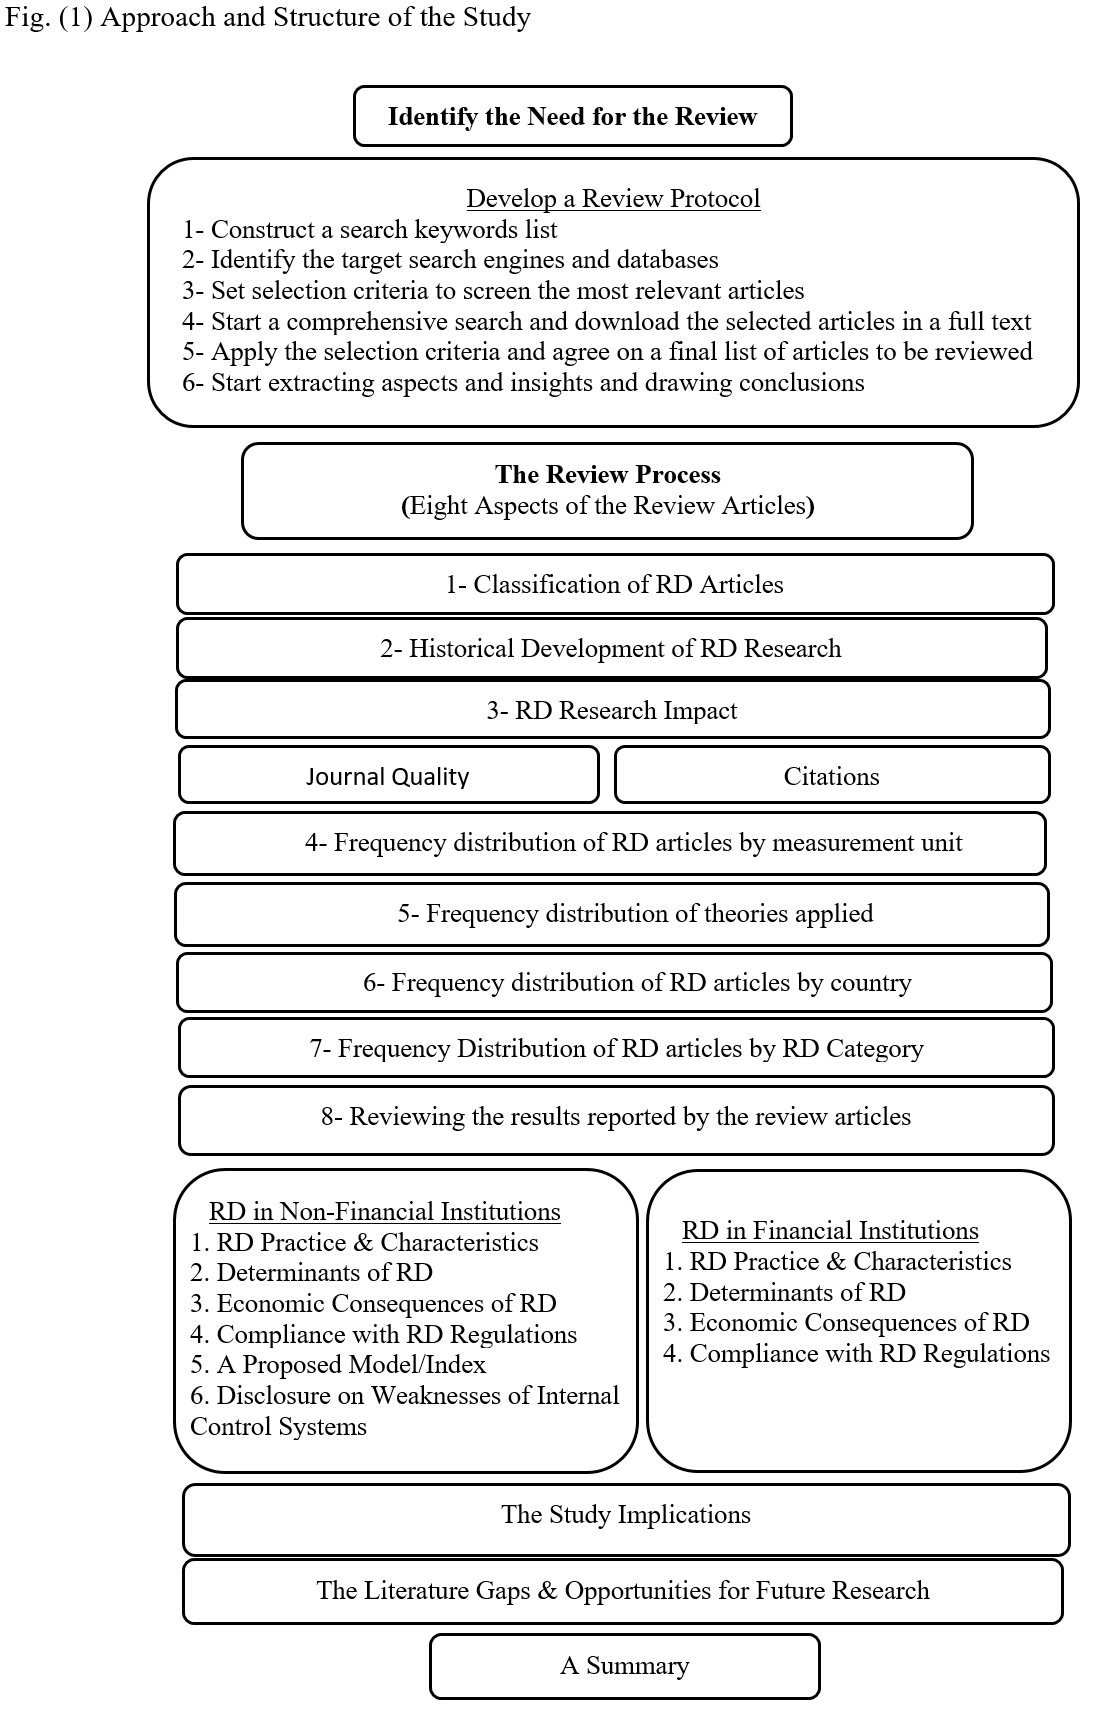 Fig. (1) Approach and Structure of the Study
Identify the Need for the Review
Develop a Review Protocol
1- Construct a search keywords list
2- Identify the target search engines and databases
3- Set selection criteria to screen the most relevant articles
4- Start a comprehensive search and download the selected articles in a full text
5- Apply the selection criteria and agree on a final list of articles to be reviewed
6- Start extracting aspects and insights and drawing conclusions
The Review Process
(Eight Aspects of the Review Articles)
1- Classification of RD Articles
2- Historical Development of RD Research
3- RD Research Impact
Journal Quality
Citations
4- Frequency distribution of RD articles by measurement unit
5- Frequency distribution of theories applied
6- Frequency distribution of RD articles by country
7- Frequency Distribution of RD articles by RD Category
8- Reviewing the results reported by the review articles
RD in Non-Financial Institutions
1. RD Practice & Characteristics
2. Determinants of RD
3. Economic Consequences of RD
4. Compliance with RD Regulations
5. A Proposed Model/Index
6. Disclosure on Weaknesses of Internal
Control Systems
RD in Financial Institutions
1. RD Practice & Characteristics
2. Determinants of RD
3. Economic Consequences of RD
4. Compliance with RD Regulations
The Study Implications
The Literature Gaps & Opportunities for Future Research
A Summary